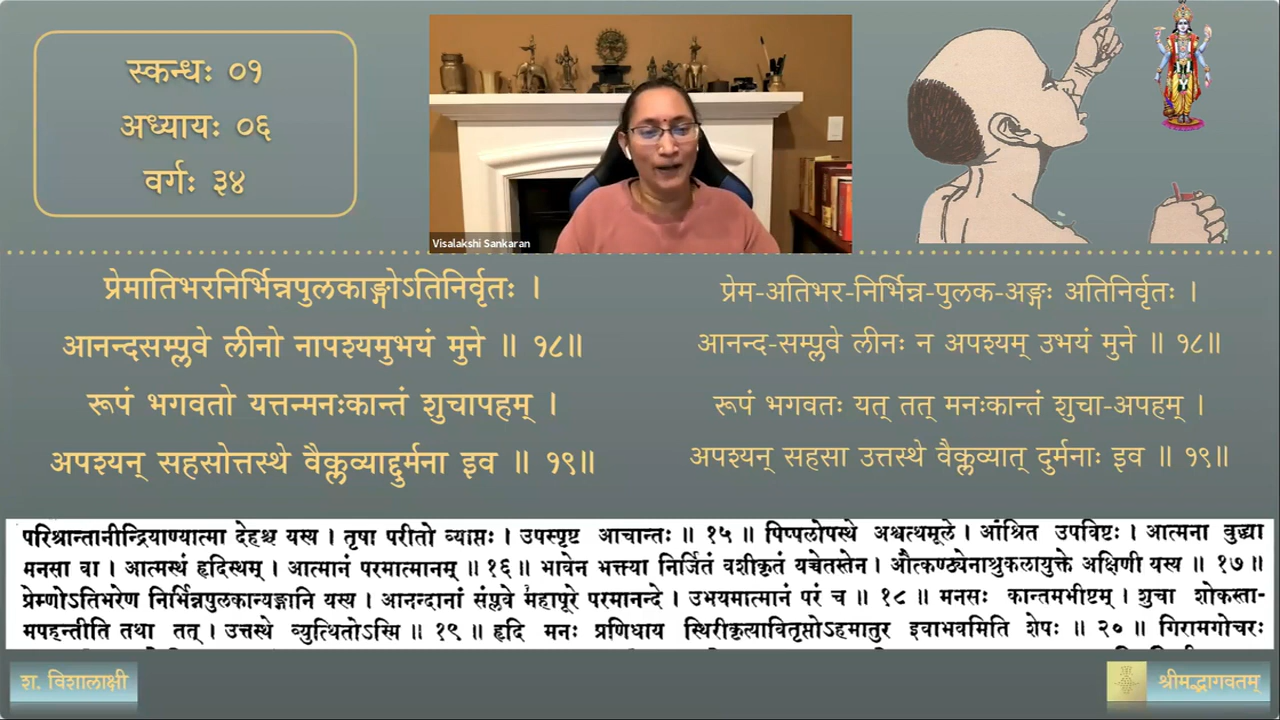 स्कन्धः ०१
अध्यायः ०६
वर्गः ३४
Visalakshi Sankaran
प्रेमातिभरनिर्भिन्नपुलकाङ्गोऽतिनिर्वृतः ।
आनन्दसम्प्लवे लीनो नापश्यमुभयं मुने ॥ १८॥
रूपं भगवतो यत्तन्मनःकान्तं शुचापहम् ।
अपश्यन् सहसोत्तस्थे वैक्लव्याद्दुर्मना इव ॥ १९॥
प्रेम-अतिभर-निर्भिन्न-पुलक-अङ्गः अतिनिर्वृतः ।
आनन्द-सम्प्लवे लीनः न अपश्यम् उभयं मुने ॥ १८॥
रूपं भगवतः यत् तत् मनःकान्तं शुचा-अपहम् ।
अपश्यन् सहसा उत्तस्थे वैक्लव्यात् दुर्मनाः इव ॥ १९॥
परिश्रान्तानीन्द्रियाण्यात्मा देहश्च यस्य । तृषा परीतो व्याप्तः । उपस्पृष्ट आचान्तः ॥ १५ ॥ पिप्पलोपस्थे अश्वत्थमूले । आश्रित उपविष्टः । आत्मना बुद्ध्या
मनसा वा । आत्मस्थं हृदिस्थम् । आत्मानं परमात्मानम् ॥ १६ ॥ भावेन भक्त्या निर्जितं वशीकृतं यच्चेतस्तेन । औत्कण्ठ्येनाश्रुकलायुक्ते अक्षिणी यस्य ॥ १७ ॥
प्रेम्णोऽतिभरेण निर्भिन्नपुलकान्यङ्गानि यस्य । आनन्दानां संप्लवे महापूरे परमानन्दे । उभयमात्मानं परं च ॥ १८ ॥ मनसः कान्तमभीष्टम् । शुचा शोकस्ता-
मपहन्तीति तथा तत् । उत्तस्थे व्युत्थितोऽस्मि ॥ १९ ॥ हृदि मनः प्रणिधाय स्थिरीकृत्यावितृप्तोऽहमातुर इवाभवमिति शेषः ॥ २० ॥ गिरामगोचरः
श. विशालाक्षी
श्रीमद्भागवतम्